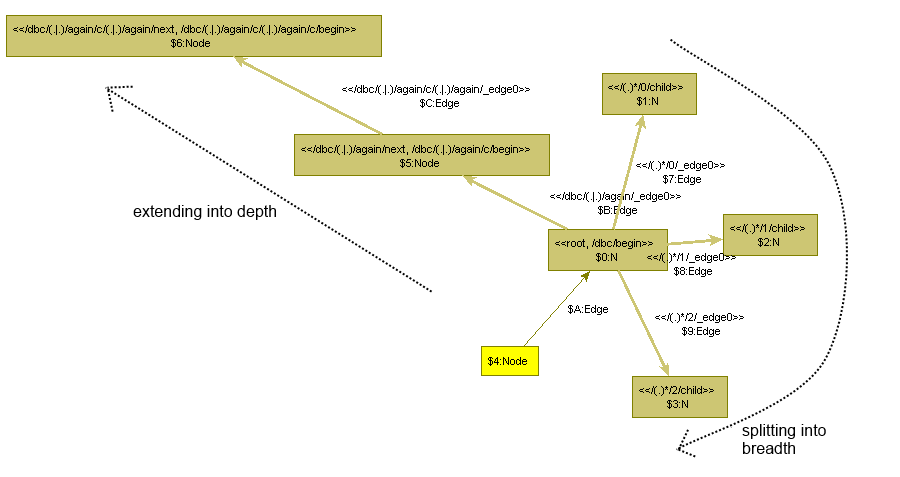 <</dbc/(.|.)/again/c/(.|.)/again/next, /dbc/(.|.)/again/c/(.|.)/again/c/begin>>
$6:Node
<</dbc/(.|.)/again/c/(.|.)/again/_edge0>>
$C:Edge
<</(.)*/0/child>>
$1:N
<</dbc/(.|.)/again/next, /dbc/(.|.)/again/c/begin>>
$5:Node
<</(.)*/0/_edge0>>
$7:Edge
<</dbc/(.|.)/again/_edge0>>
$B:Edge
extending into depth
<</(.)*/1/child>>
$2:N
<<root, /dbc/begin>>
$0:N
<</(.)*/1/_edge0>>
$8:Edge
$A:Edge
<</(.)*/2/_edge0>>
$9:Edge
$4:Node
<</(.)*/2/child>>
$3:N
splitting into
breadth